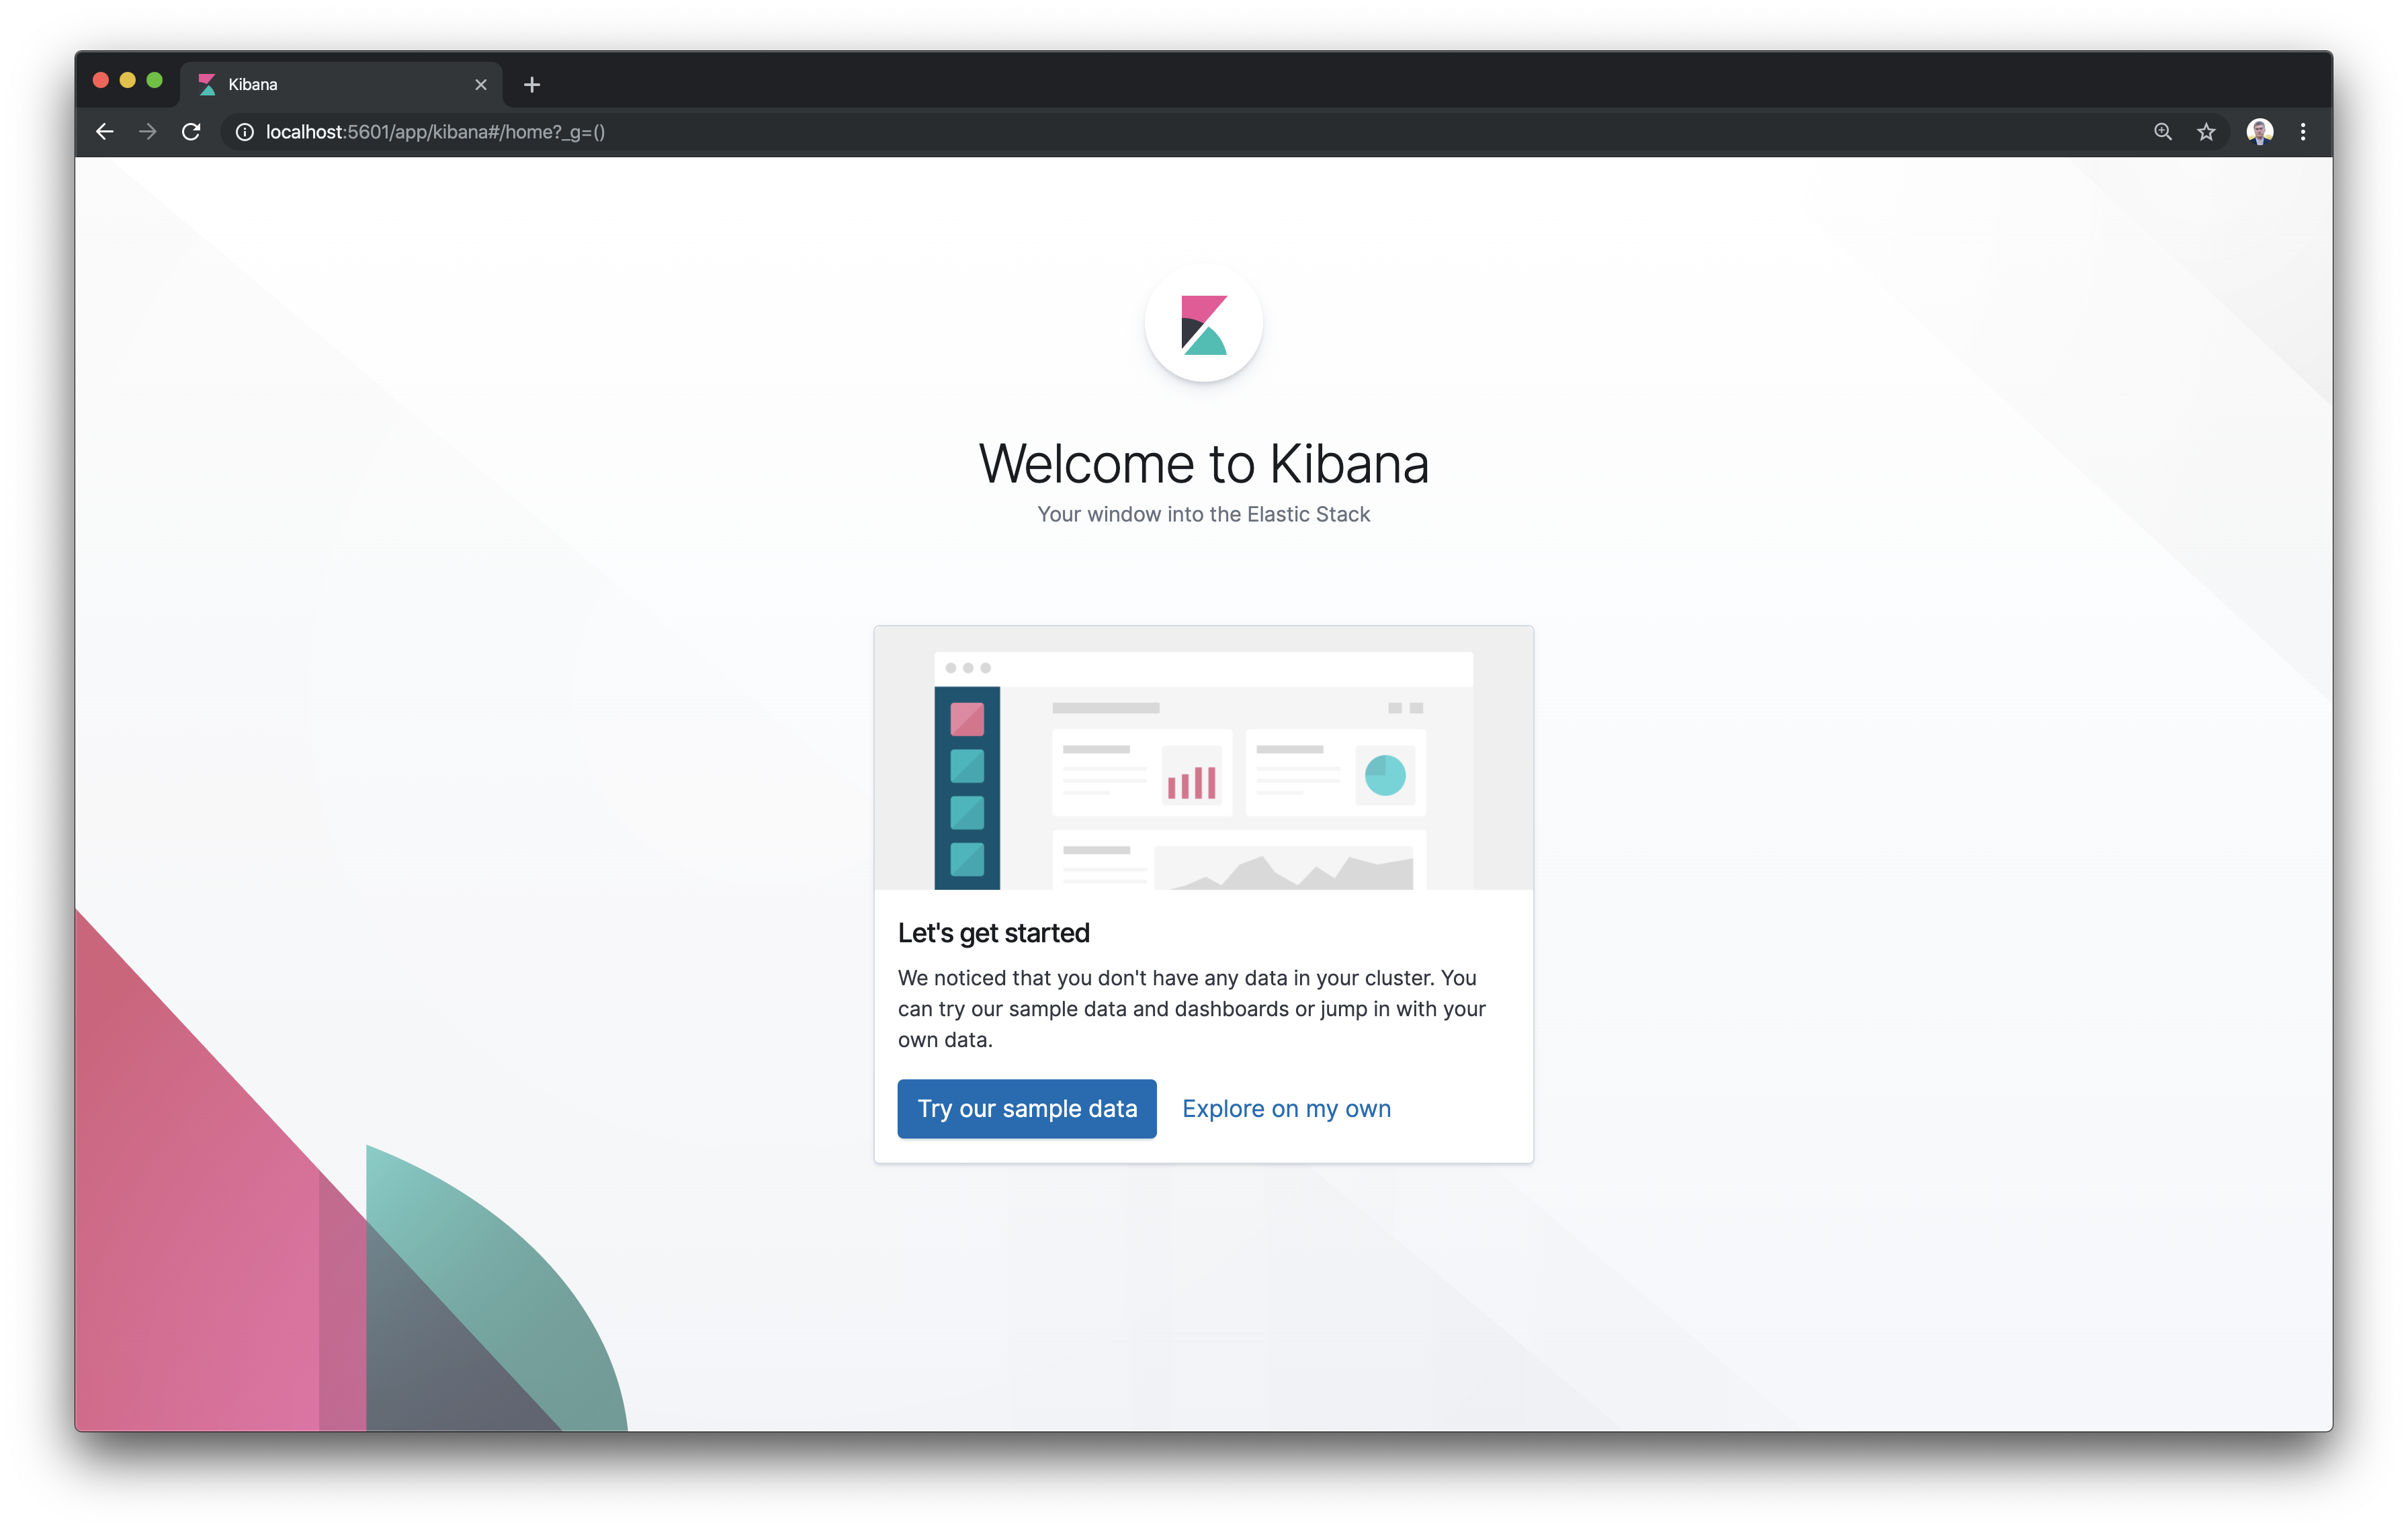 Kibana
localhost:5601/app/kibana#/home?_g=()
Welcome to Kibana
Your window into the Elastic Stack
Let's get started
We noticed that you don't have any data in your cluster. You
can try our sample data and dashboards or jump in with your
own data.
Try our sample data
Explore on my own